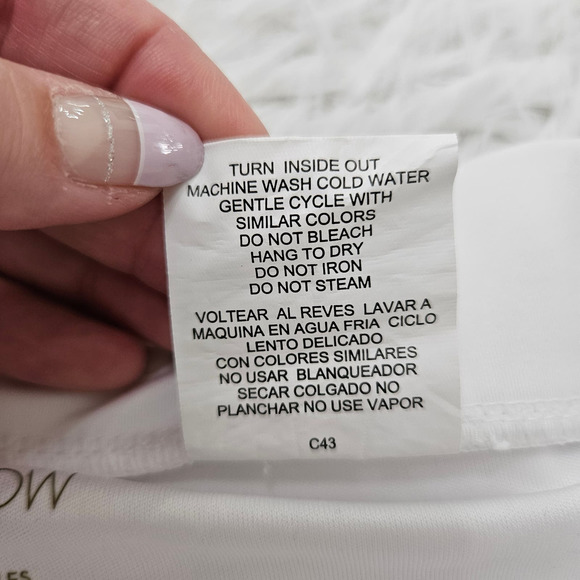 TURN INSIDE OUT
MACHINE WASH COLD WATER
GENTLE CYCLE WITH
SIMILAR COLORS
DO NOT BLEACH
HANG TO DRY
DO NOT IRON
DO NOT STEAM
VOLTEAR AL REVES LAVAR A
MAQUINA EN AGUA FRIA CICLO
LENTO DELICADO
CON COLORES SIMILARES
NO USAR BLANQUEADOR
SECAR COLGADO NO
PLANCHAR NO USE VAPOR
C43
OW
LES